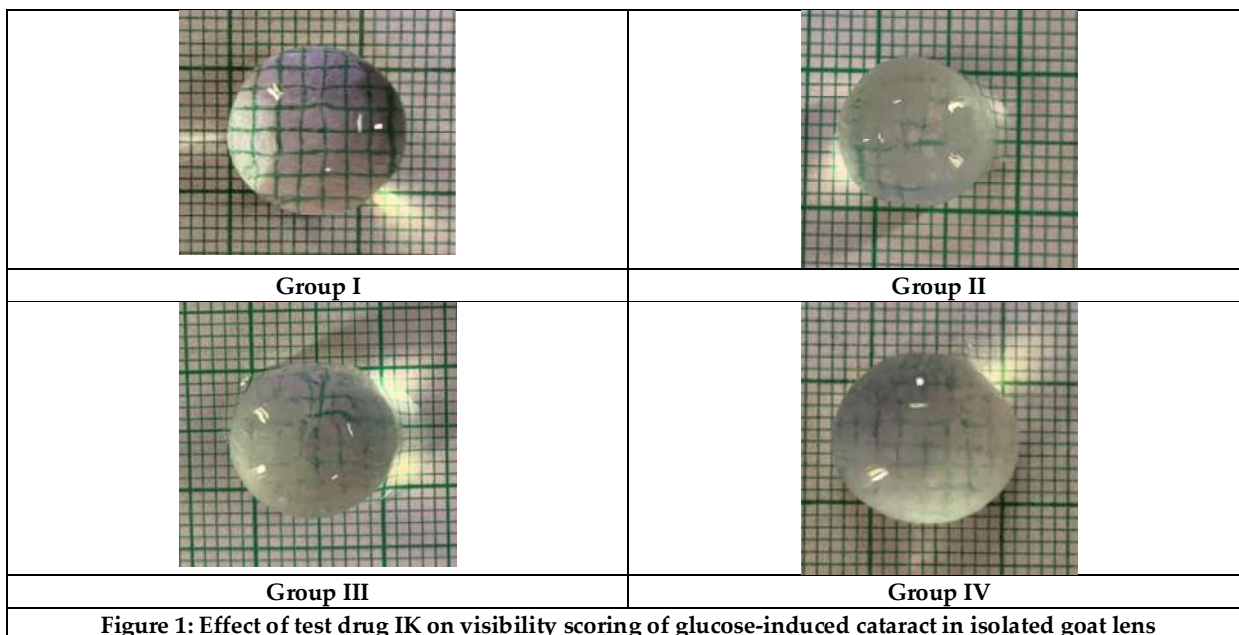 Group I
Group II
Group III
Group IV
Figure 1: Effect of test drug IK on visibility scoring of glucose-induced cataract in isolated goat lens